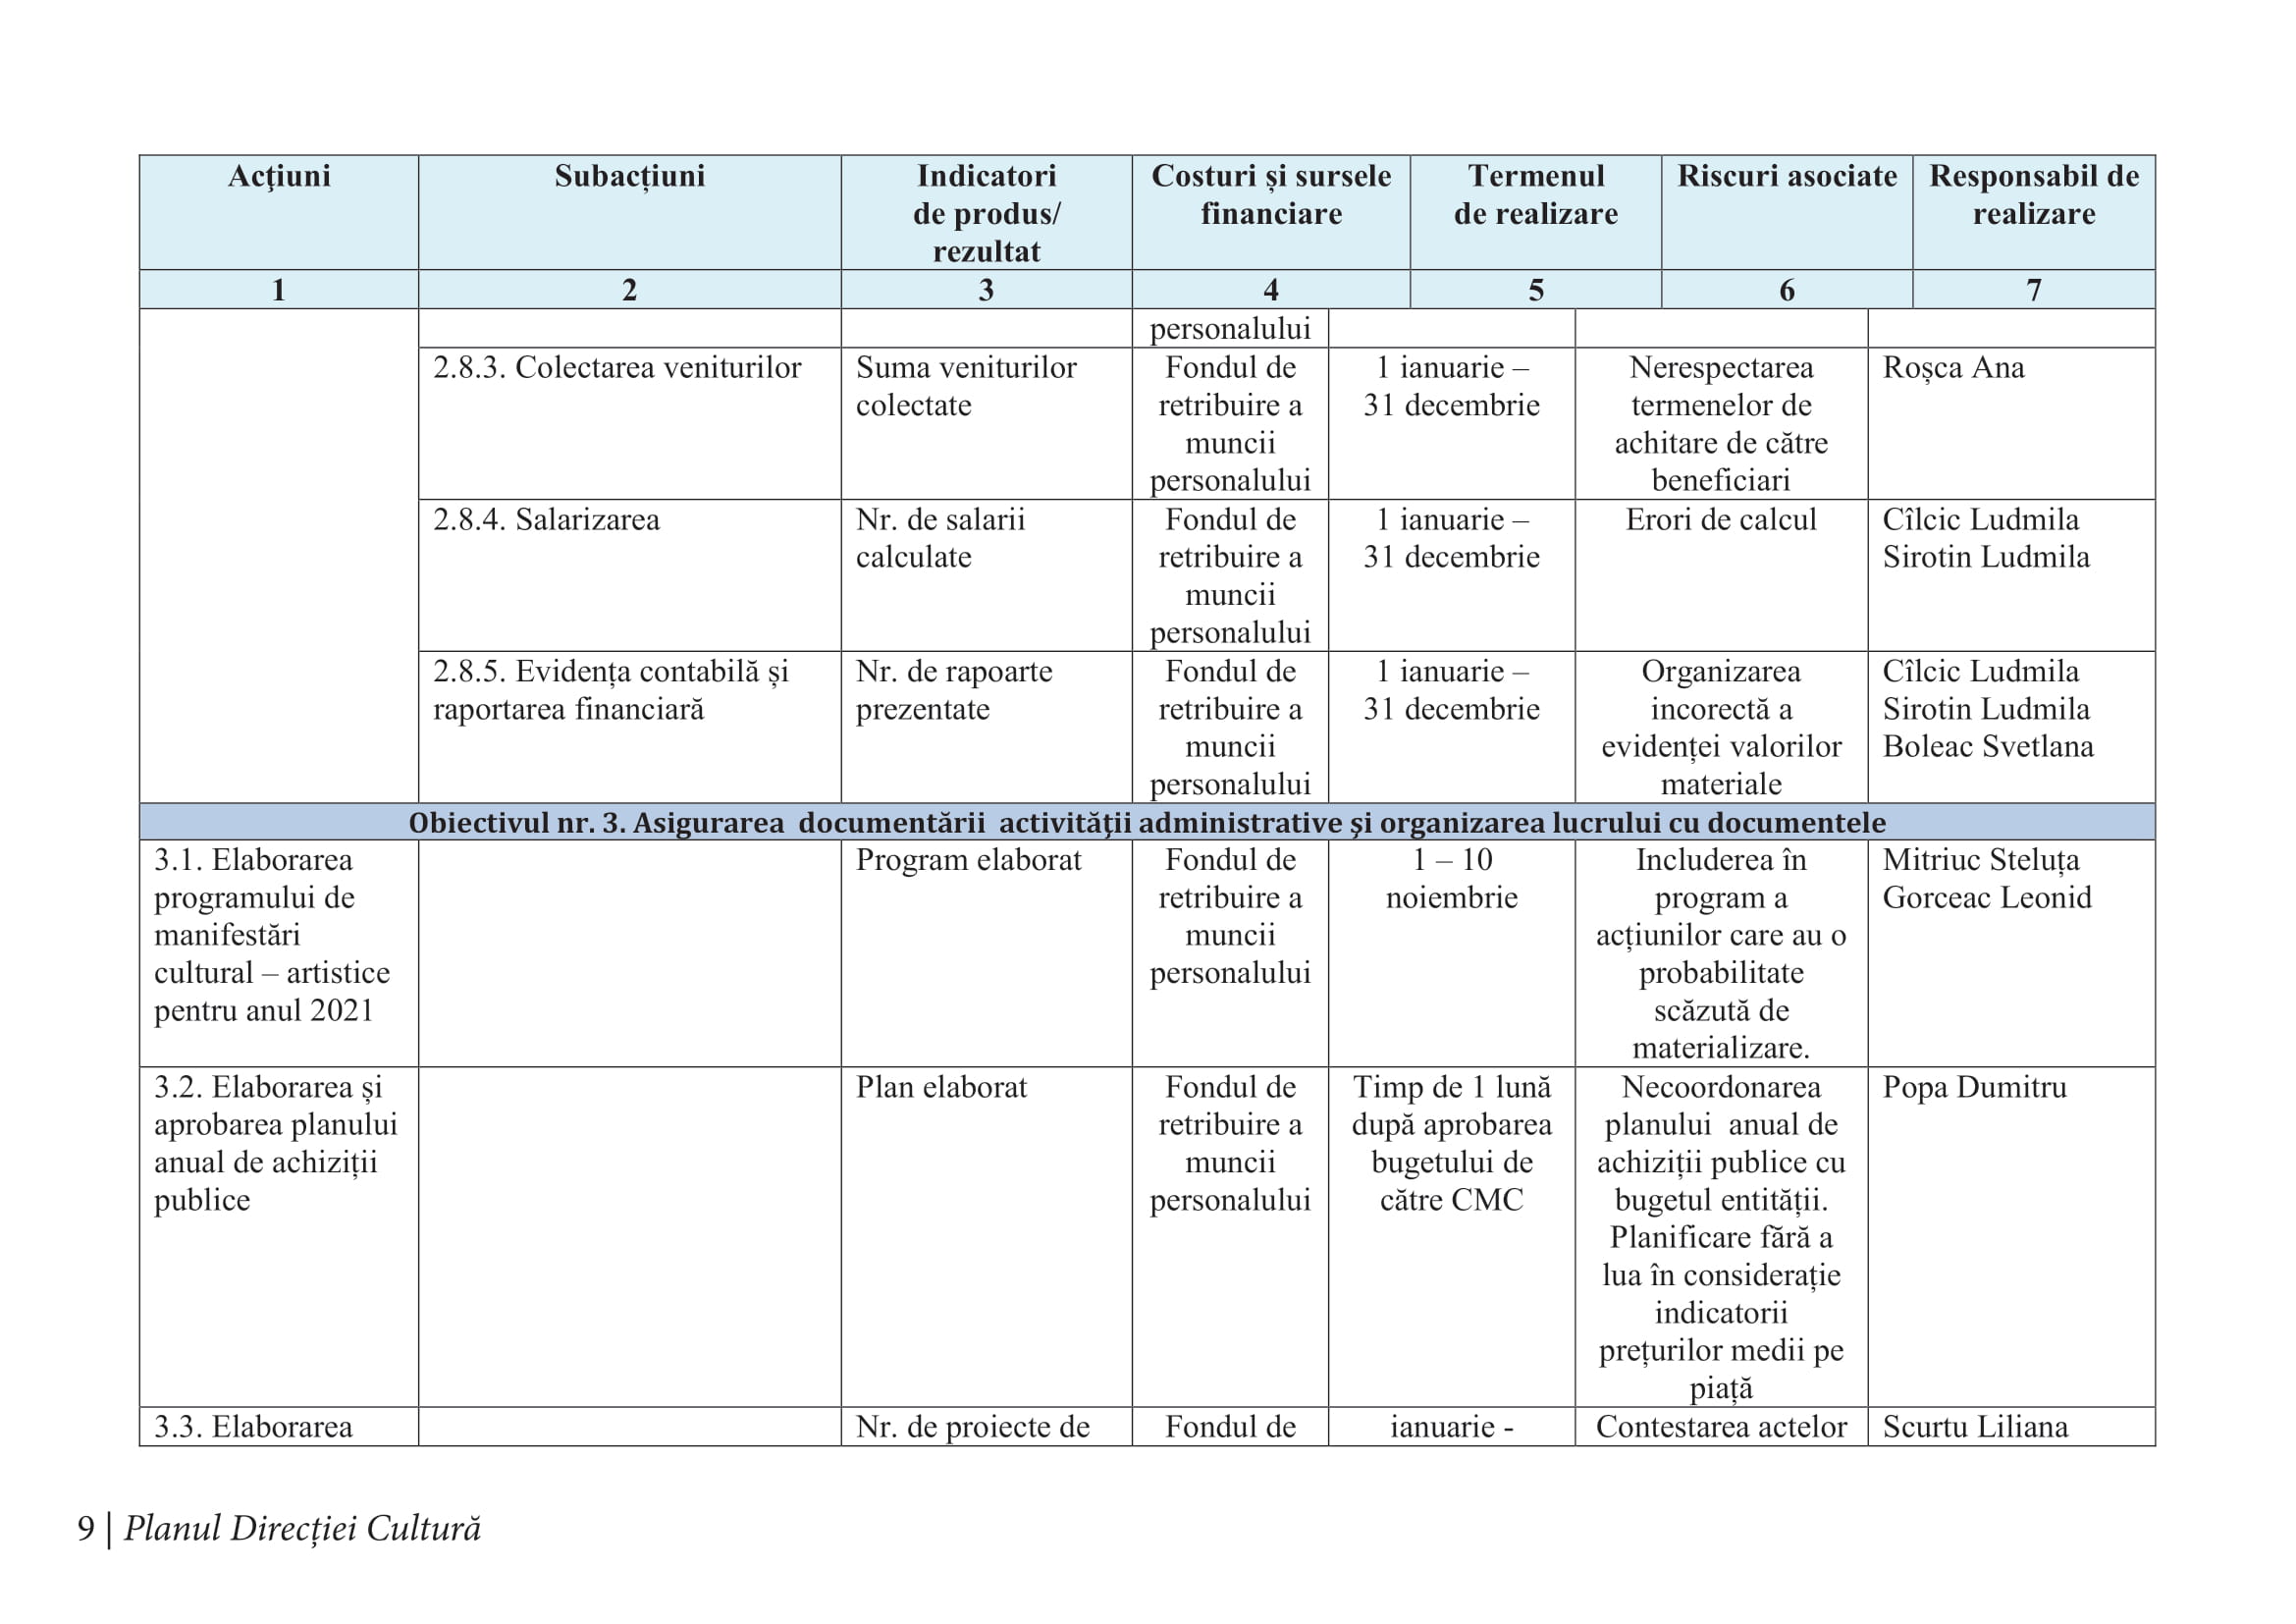 Acţiuni
Subacțiuni
Indicatori
de produs/
rezultat
Costuri și sursele
financiare
Termenul
de realizare
Riscuri asociate
Responsabil de
realizare
1
2
3
4
5
6
7
personalului
2.8.3. Colectarea veniturilor
Suma veniturilor
colectate
Fondul de
retribuire a
muncii
personalului
1 ianuarie –
31 decembrie
Nerespectarea
termenelor de
achitare de către
beneficiari
Roșca Ana
2.8.4. Salarizarea
Nr. de salarii
calculate
Fondul de
retribuire a
muncii
personalului
1 ianuarie –
31 decembrie
Erori de calcul
Cîlcic Ludmila
Sirotin Ludmila
2.8.5. Evidența contabilă și
raportarea financiară
Nr. de rapoarte
prezentate
Fondul de
retribuire a
muncii
personalului
1 ianuarie –
31 decembrie
Organizarea
incorectă a
evidenței valorilor
materiale
Cîlcic Ludmila
Sirotin Ludmila
Boleac Svetlana
Obiectivul nr. 3. Asigurarea  documentării  activităţii administrative şi organizarea lucrului cu documentele
3.1. Elaborarea
programului de
manifestări
cultural – artistice
pentru anul 2021
Program elaborat
Fondul de
retribuire a
muncii
personalului
1 – 10
noiembrie
Includerea în
program a
acțiunilor care au o
probabilitate
scăzută de
materializare.
Mitriuc Steluța
Gorceac Leonid
3.2. Elaborarea și
aprobarea planului
anual de achiziții
publice
Plan elaborat
Fondul de
retribuire a
muncii
personalului
Timp de 1 lună
după aprobarea
bugetului de
către CMC
Necoordonarea
planului  anual de
achiziții publice cu
bugetul entității.
Planificare fără a
lua în considerație
indicatorii
prețurilor medii pe
piață
Popa Dumitru
3.3. Elaborarea
Nr. de proiecte de
Fondul de
ianuarie -
Contestarea actelor
Scurtu Liliana
9 | Planul Direcției Cultură